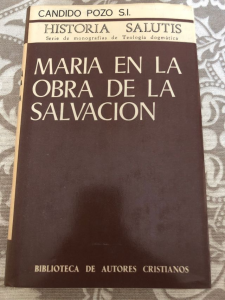 CANDIDO POZO S.I.
HISTORIA SALUTIS
Serie de monografías de Teología dogmática
MARIA EN LA
OBRA DE LA
SALVACION
BIBLIOTECA DE AUTORES CRISTIANOS